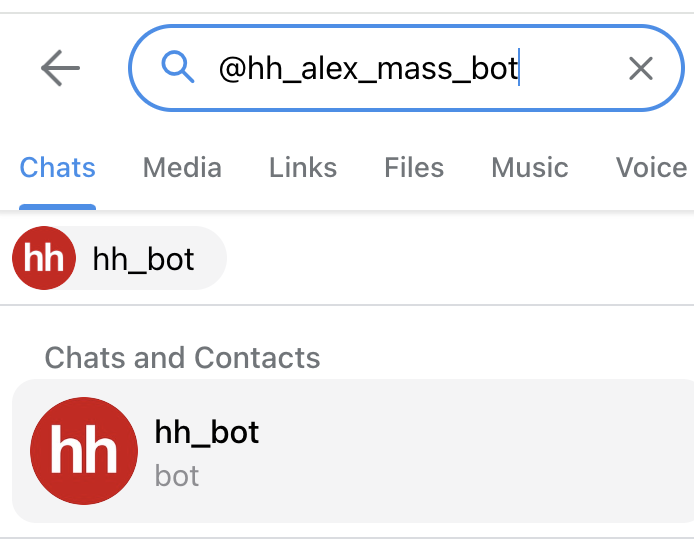 @hh_alex_mass_bot
Chats Media Links Files Music Voice
hh hh_bot
Chats and Contacts
hh hh_bot
bot